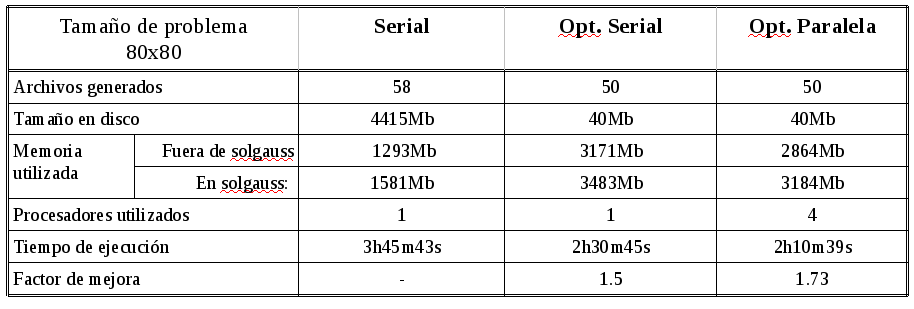 Tamaño de problema Serial Opt. Serial Opt. Paralela
80x80
Archivos generados 58 50 50
Tamaño en disco 4415Mb 40Mb 40Mb
Memoria utilizada Fuera de solgauss 1293Mb 3171Mb 2864Mb
En solgauss: 1581Mb 3483Mb 3184Mb
Procesadores utilizados 1 1 4
Tiempo de ejecución 3h45m43s 2h30m45s 2h10m39s
Factor de mejora - 1.5 1.73